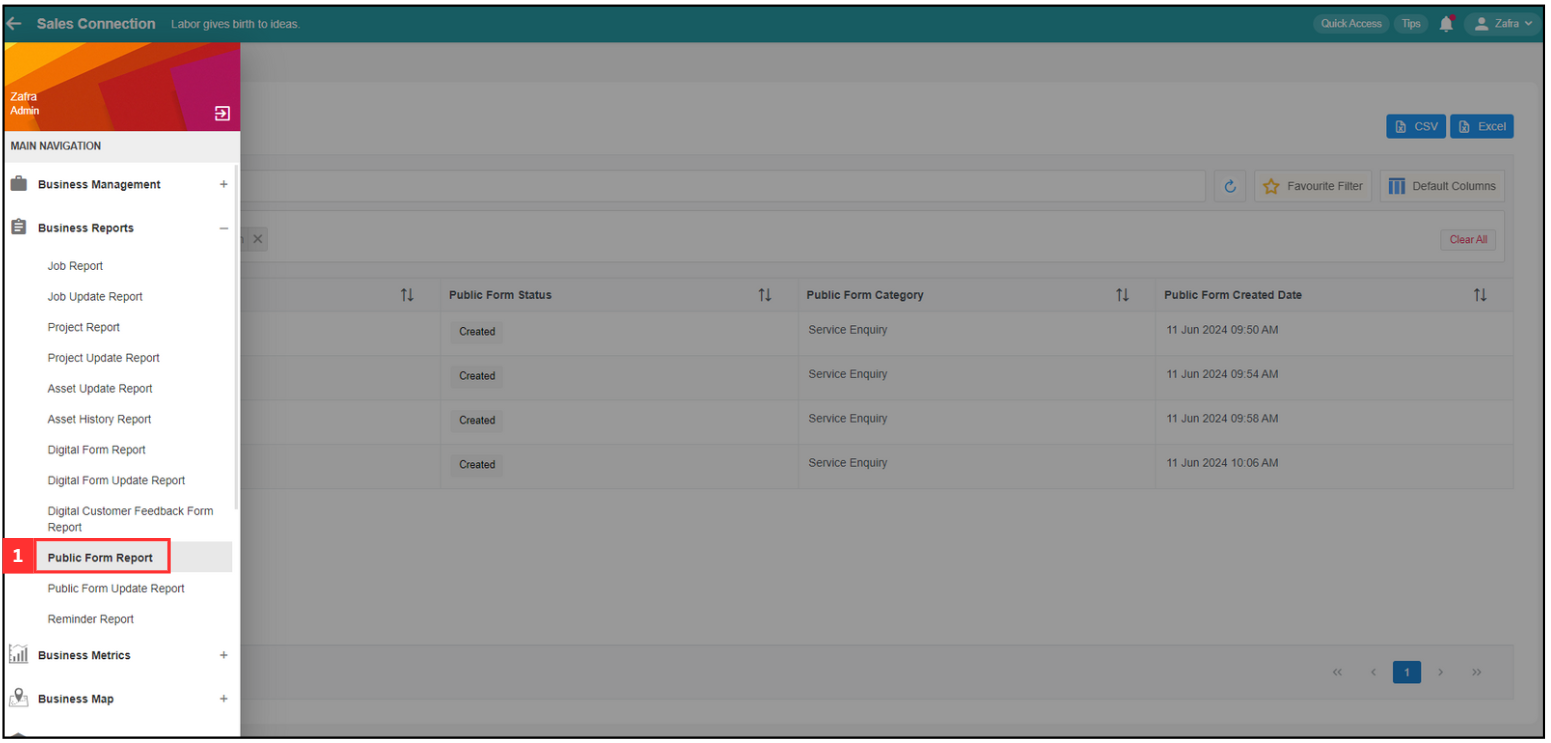 Sales Connection Labor gives birth to ideas.
Quick Access Tips Zafra
Zafra
Admin
CSV Excel
MAIN NAVIGATION
Business Management +
Favourite Filter Default Columns
Business Reports –
Clear All
Job Report
Job Update Report
Project Report
Project Update Report
Asset Update Report
Asset History Report
Digital Form Report
Digital Form Update Report
Digital Customer Feedback Form
Report
1 Public Form Report
Public Form Update Report
Reminder Report
Business Metrics +
Business Map +
Public Form Status Public Form Category Public Form Created Date
Created Service Enquiry 11 Jun 2024 09:50 AM
Created Service Enquiry 11 Jun 2024 09:54 AM
Created Service Enquiry 11 Jun 2024 09:58 AM
Created Service Enquiry 11 Jun 2024 10:06 AM
<< < 1 > >>